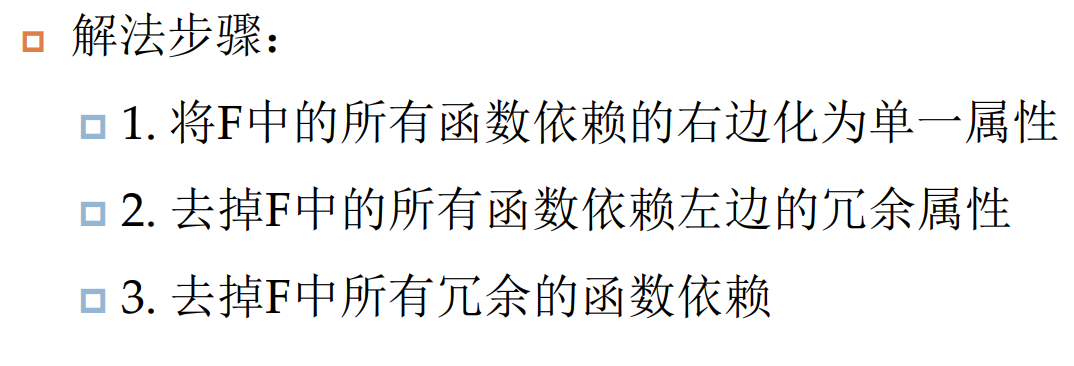 解法步骤：
1. 将F中的所有函数依赖的右边化为单一属性
2. 去掉F中的所有函数依赖左边的冗余属性
3. 去掉F中所有冗余的函数依赖